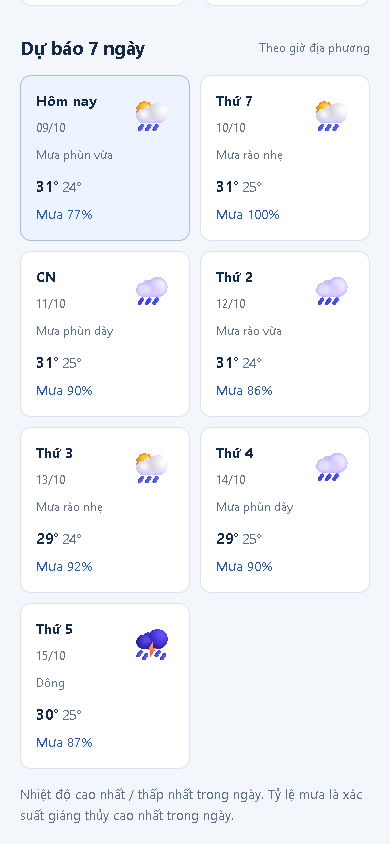 Dự báo 7 ngày
Theo giờ địa phương
Hôm nay
09/10
Mưa phùn vừa
31° 24°
Mưa 77%
Thứ 7
10/10
Mưa rào nhẹ
31° 25°
Mưa 100%
CN
11/10
Mưa phùn dày
31° 25°
Mưa 90%
Thứ 2
12/10
Mưa rào vừa
31° 24°
Mưa 86%
Thứ 3
13/10
Mưa rào nhẹ
29° 24°
Mưa 92%
Thứ 4
14/10
Mưa phùn dày
29° 25°
Mưa 90%
Thứ 5
15/10
Dông
30° 25°
Mưa 87%
Nhiệt độ cao nhất / thấp nhất trong ngày. Tỷ lệ mưa là xác
suất giáng thủy cao nhất trong ngày.